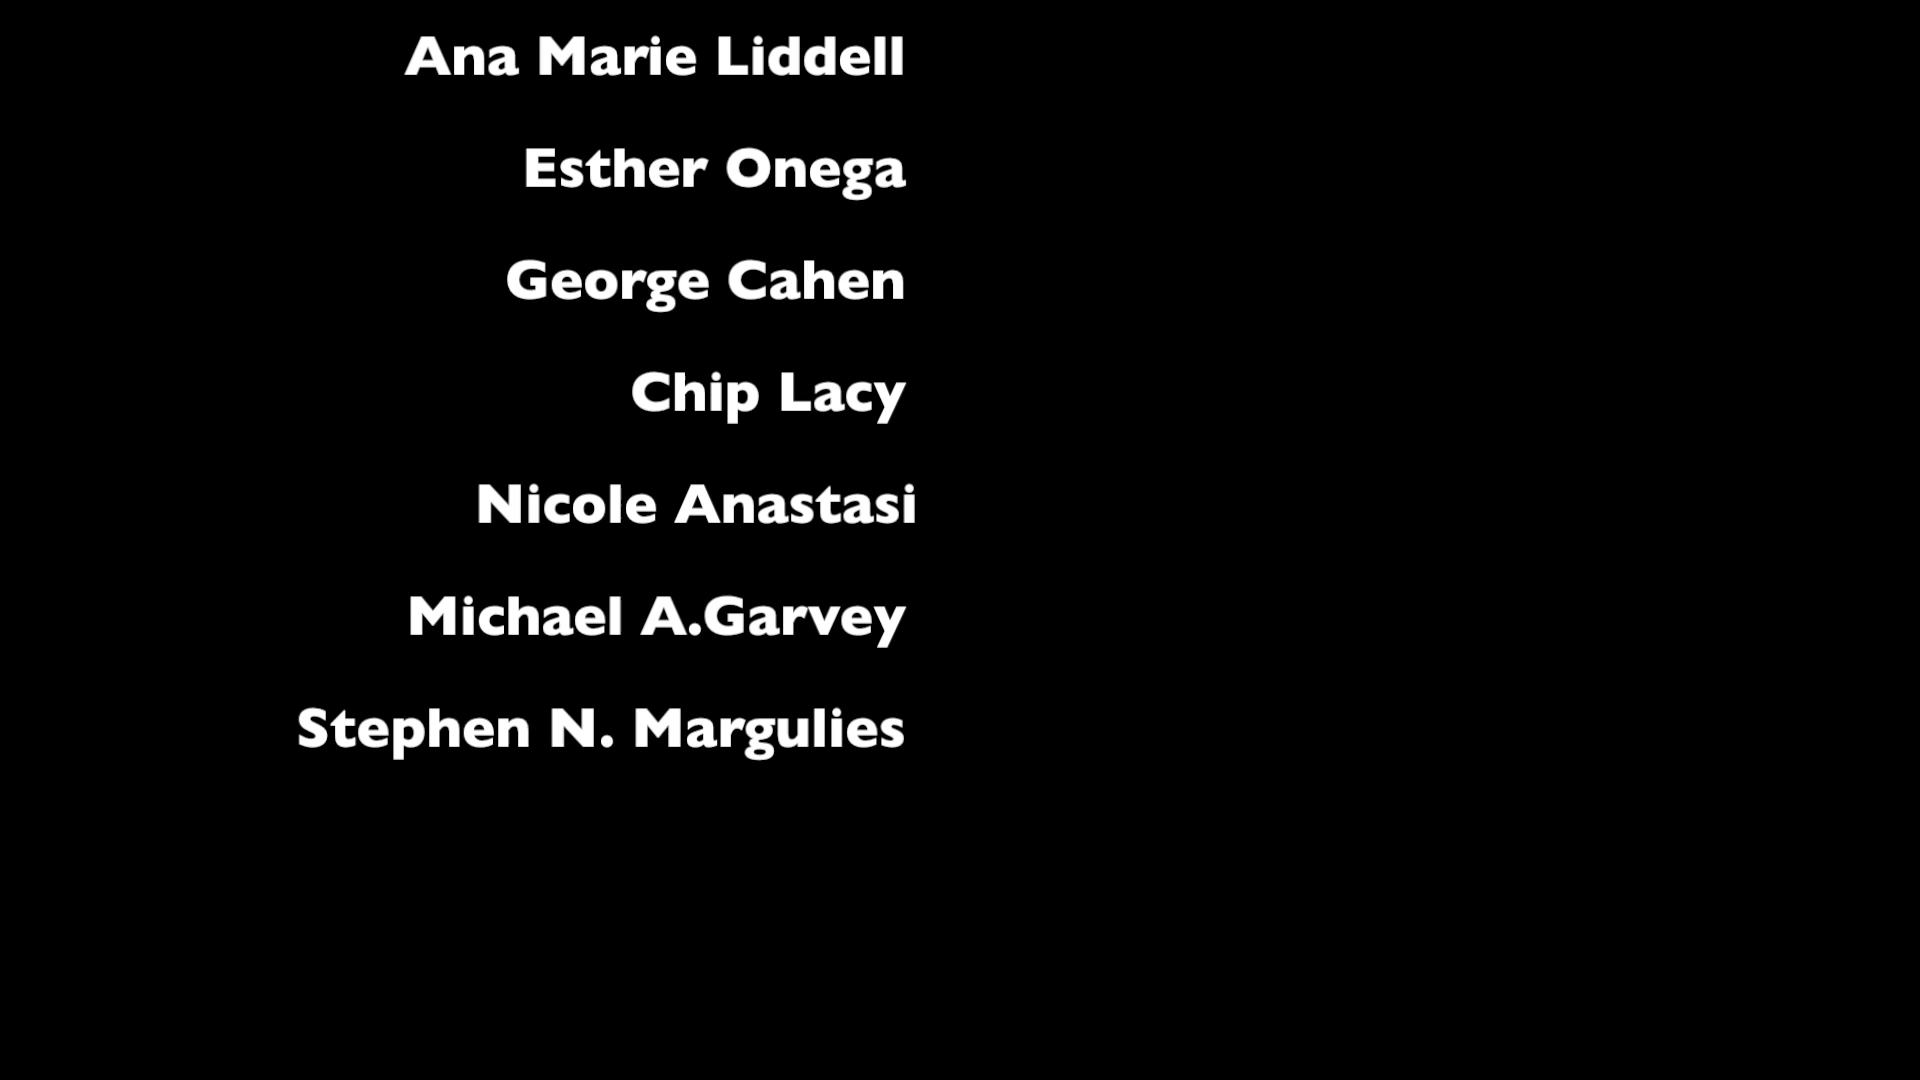 Ana Marie Liddell
Esther Onega
George Cahen
Chip Lacy
Nicole Anastasi
Michael A.Garvey
Stephen N. Margulies